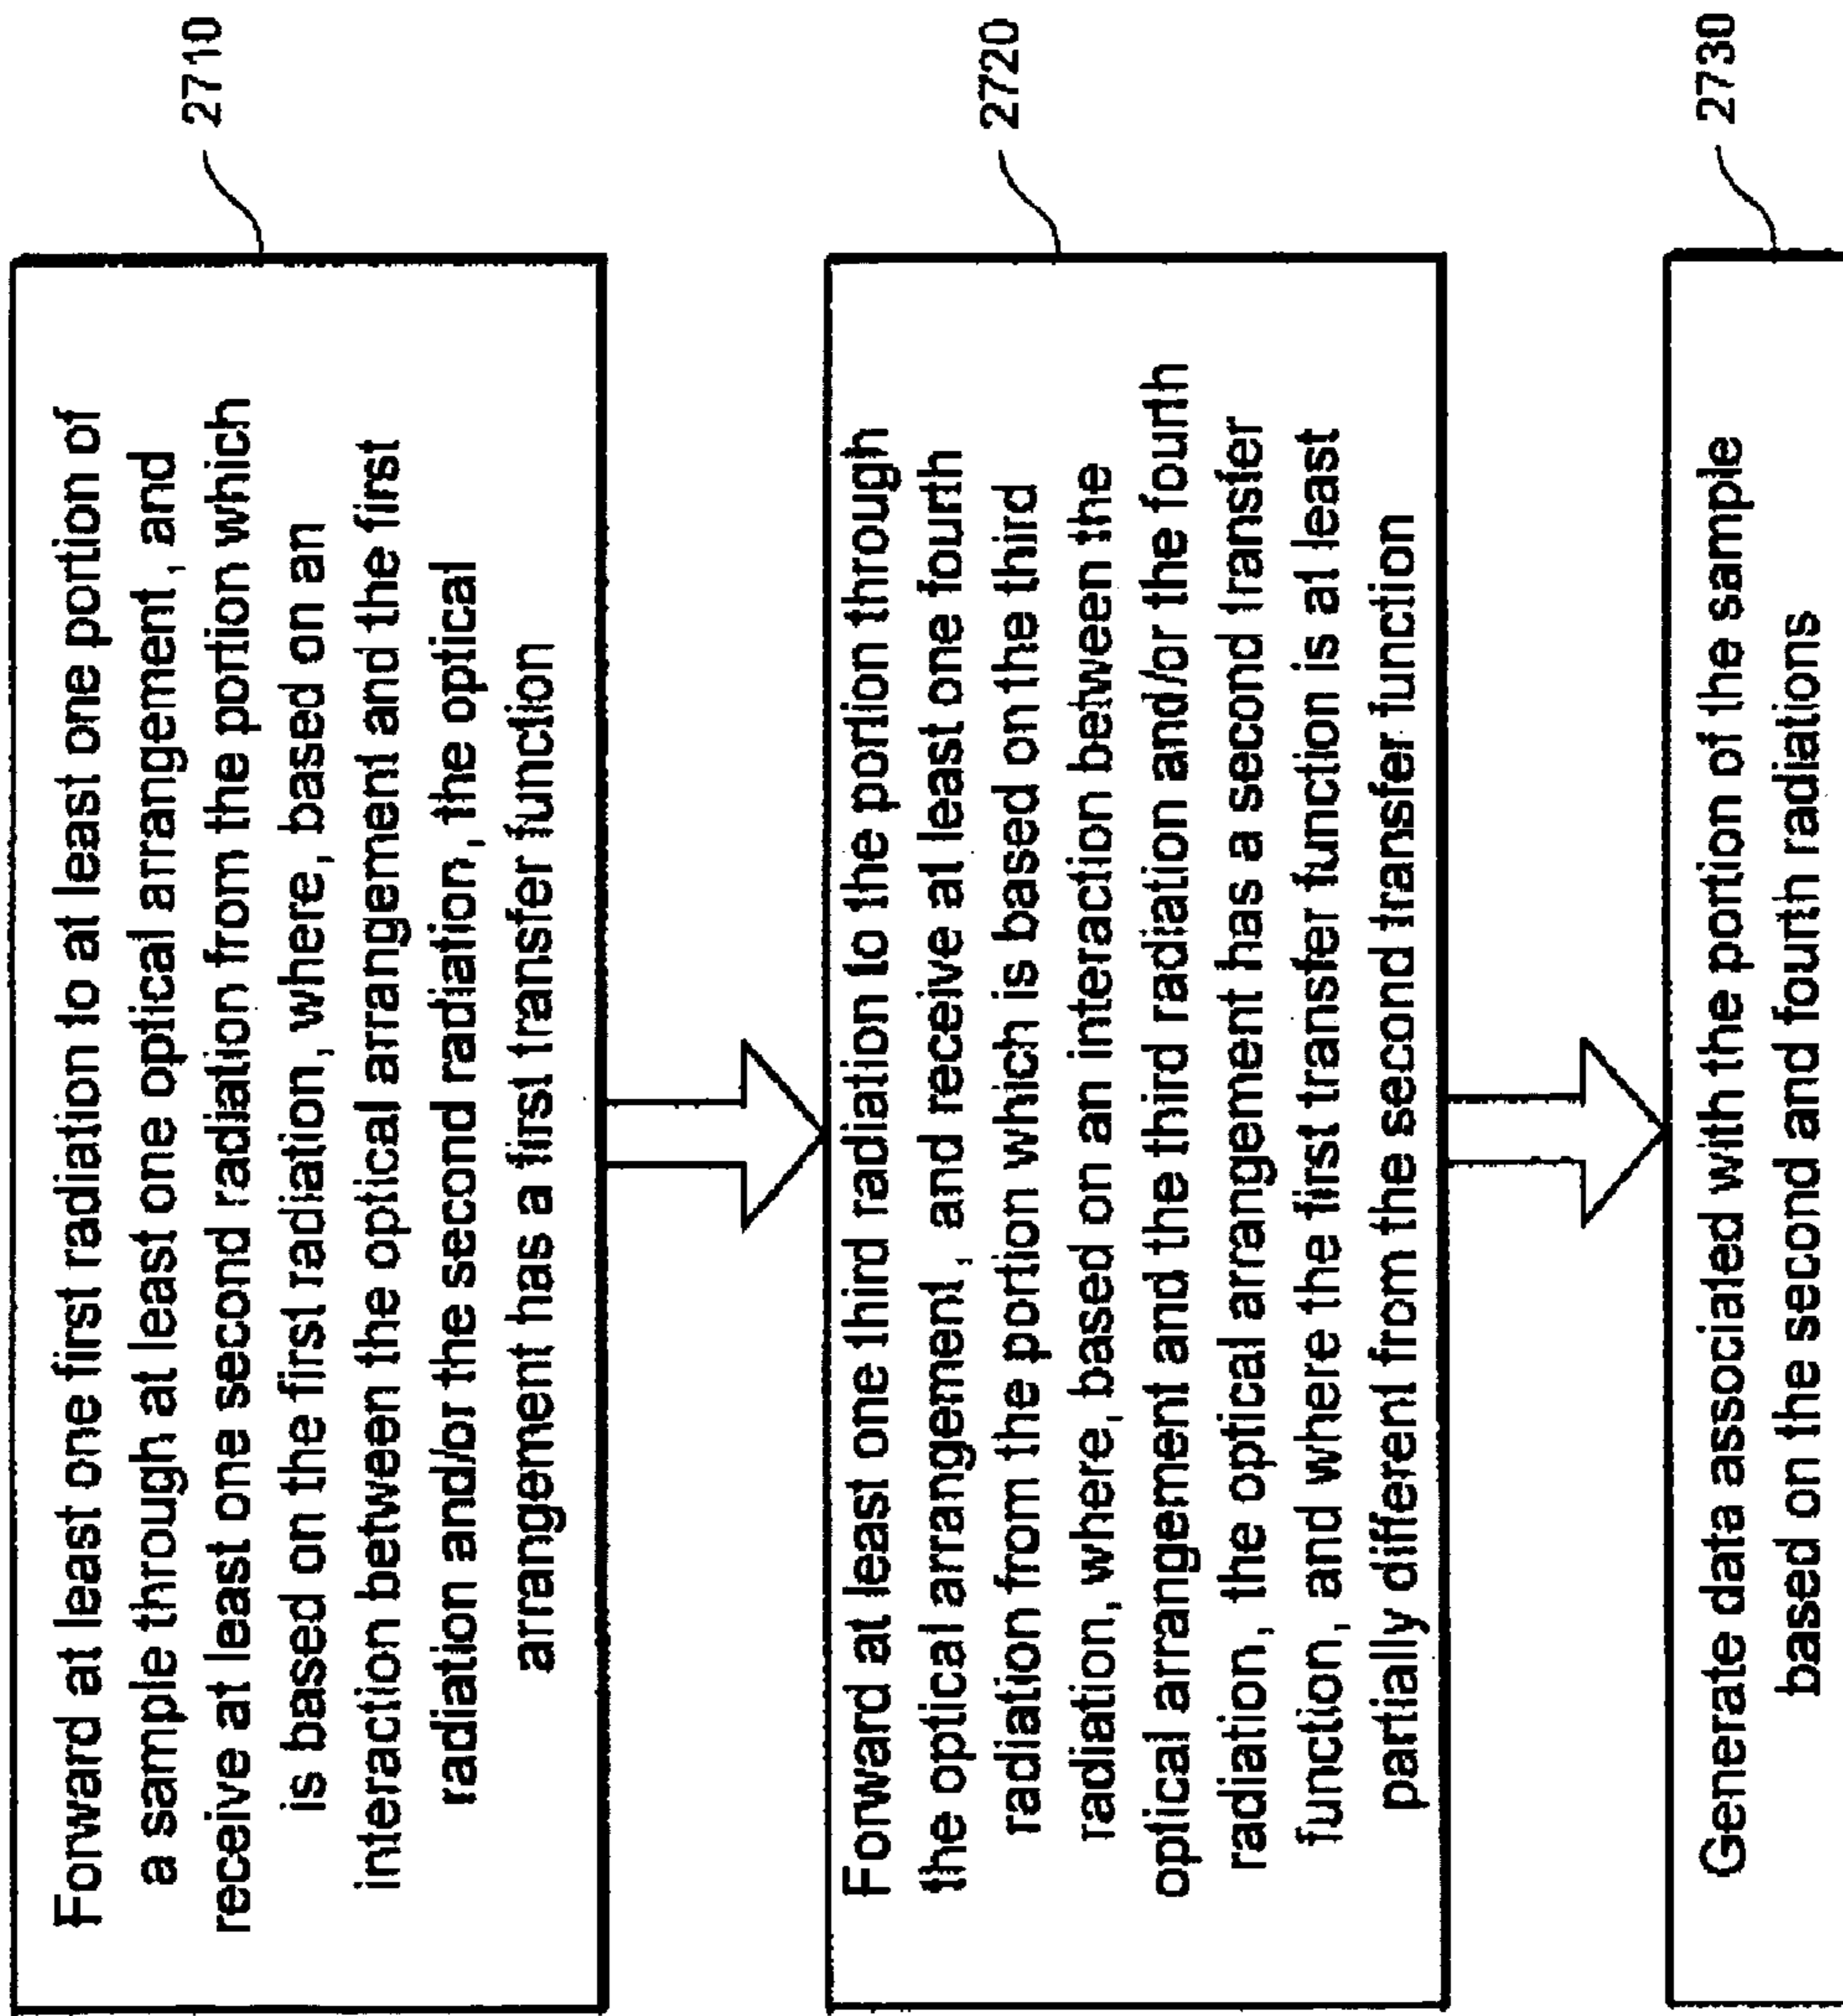 Forward at least one first radiation to at least one portion of
a sample through at least one optical arrangement, and
receive at least one second radiation from the portion which
is based on the first radiation, where, based on an
interaction between the optical arrangement and the first
radiation and/or the second radiation, the optical
arrangement has a first transfer function
2710
Forward at least one third radiation to the portion through
the optical arrangement, and receive at least one fourth
radiation from the portion which is based on the third
radiation, where, based on an interaction between the
optical arrangement and the third radiation and/or the fourth
radiation, the optical arrangement has a second transfer
function, and where the first transfer function is at least
partially different from the second transfer function
2720
Generate data associated with the portion of the sample
based on the second and fourth radiations
2730